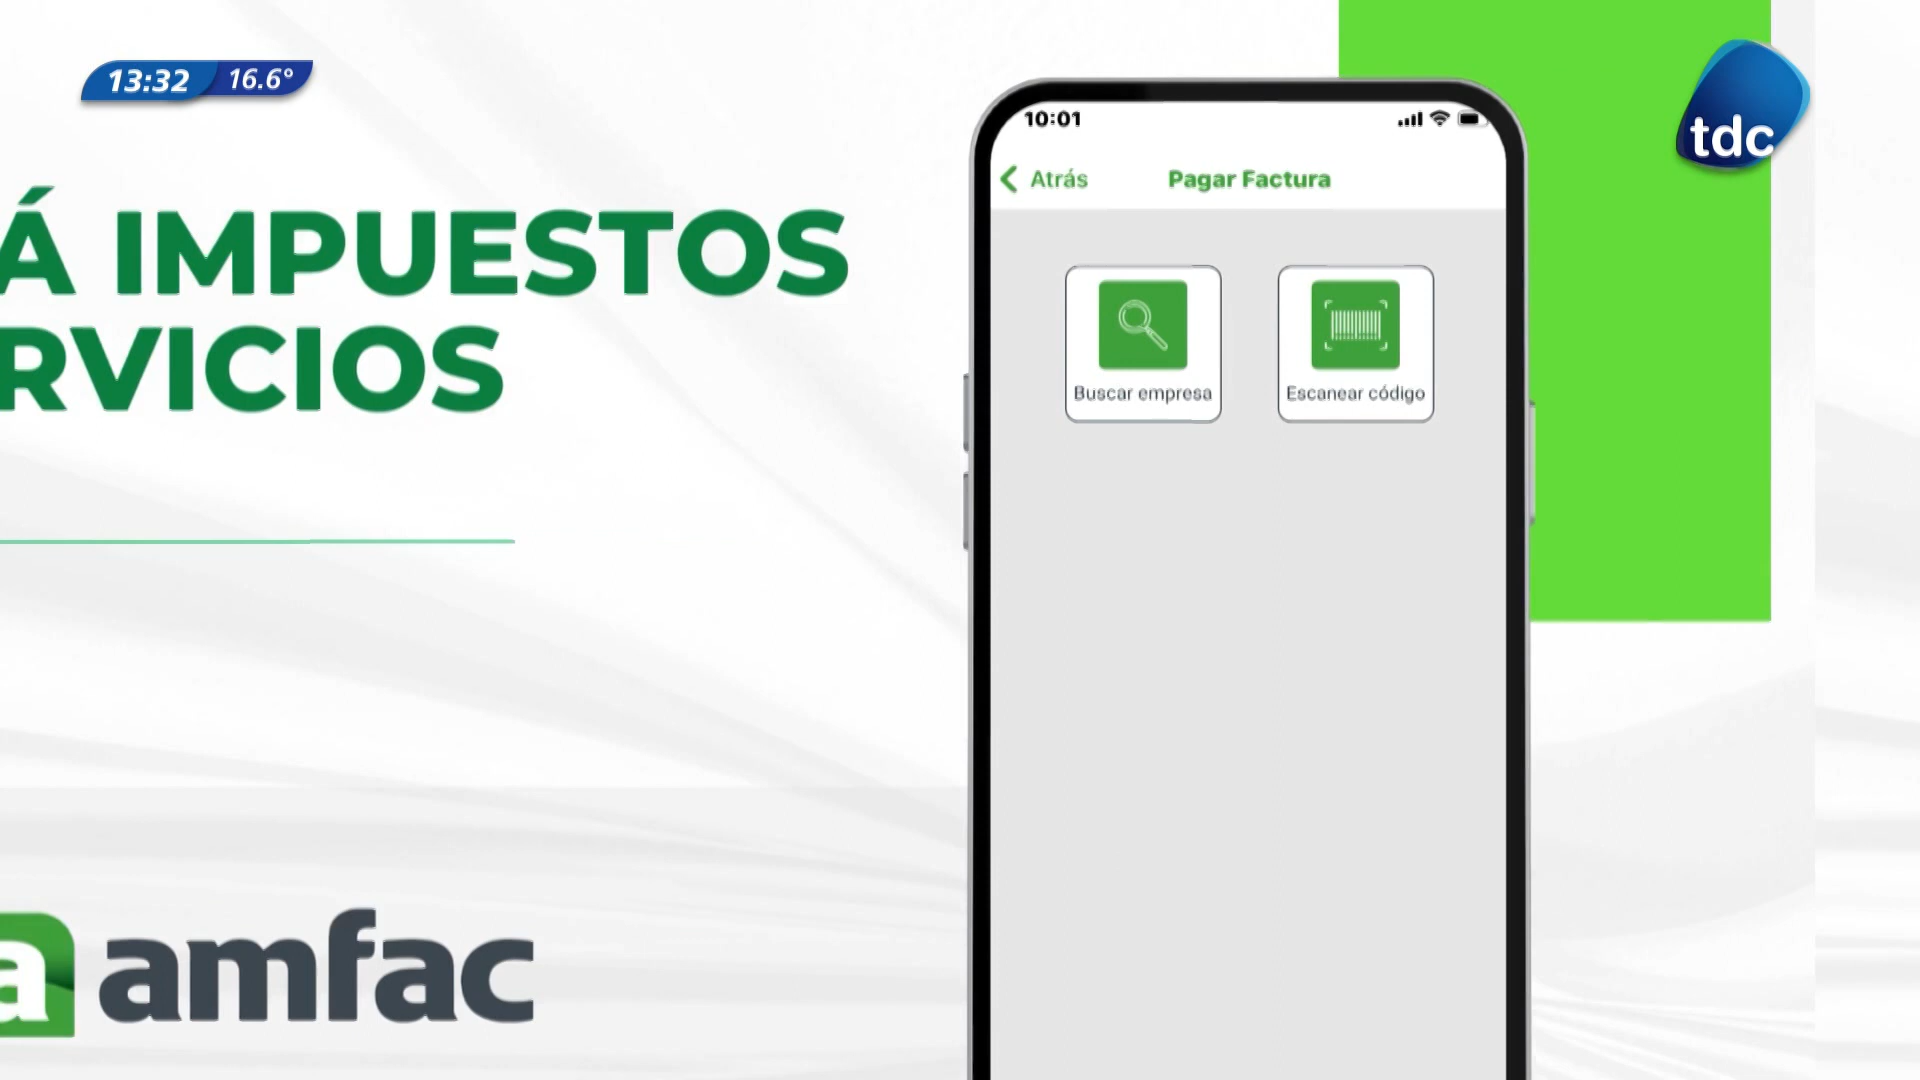 13:32 16.6°
tdc
Á IMPUESTOS
RVICIOS
10:01
Atrás
Pagar Factura
Buscar empresa
Escanear código
a amfac